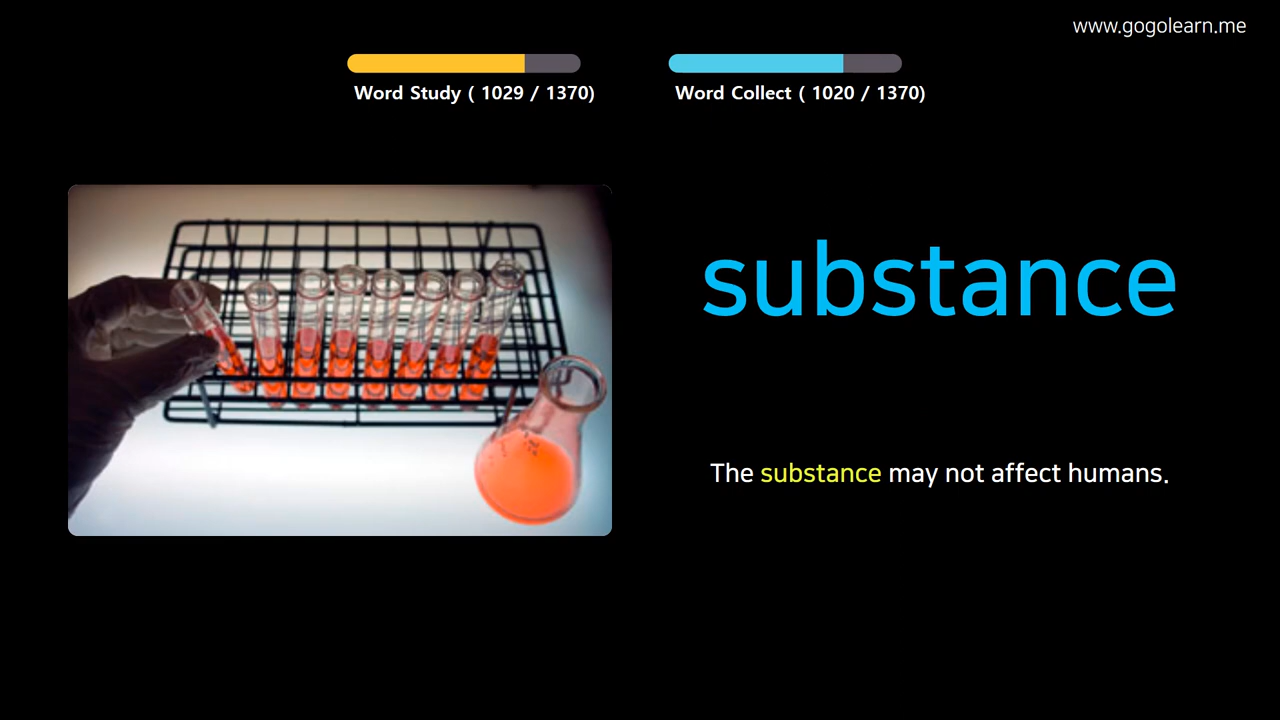 www.gogolearn.me
Word Study ( 1029 / 1370)
Word Collect ( 1020 / 1370)
substance
The substance may not affect humans.